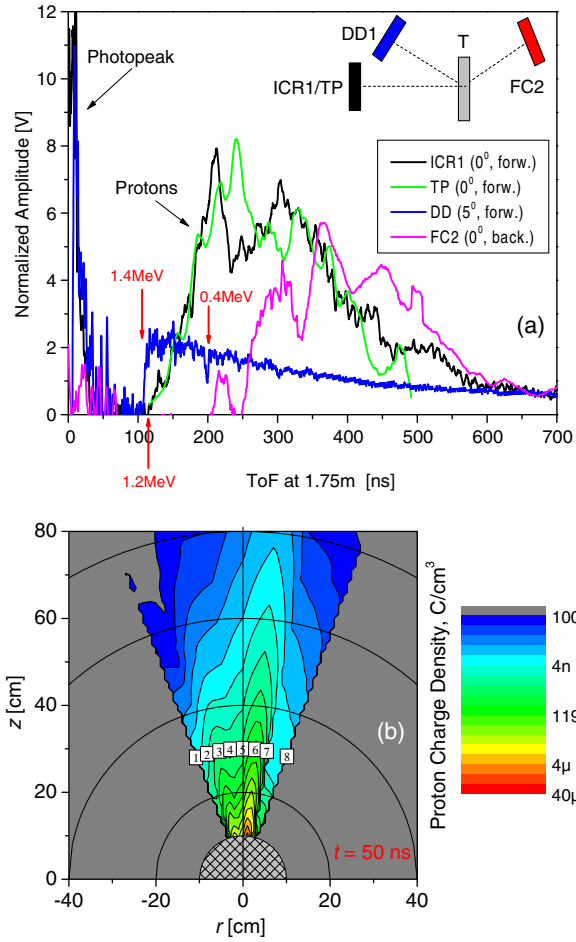 12
10
8
6
4
2
0
Normalized Amplitude [V]
Photopeak
Protons
1.4MeV
0.4MeV
1.2MeV
DD1
T
ICR1/TP
FC2
ICR1 (0⁰, forw.)
TP (0⁰, forw.)
DD (5⁰, forw.)
FC2 (0⁰, back.)
(a)
0 100 200 300 400 500 600 700
ToF at 1.75m [ns]
80
60
40
20
0
z [cm]
1 2 3 4 5 6 7 8
(b)
t = 50 ns
-40 -20 0 20 40
r [cm]
Proton Charge Density, C/cm³
100
4n
119
4μ
40μ